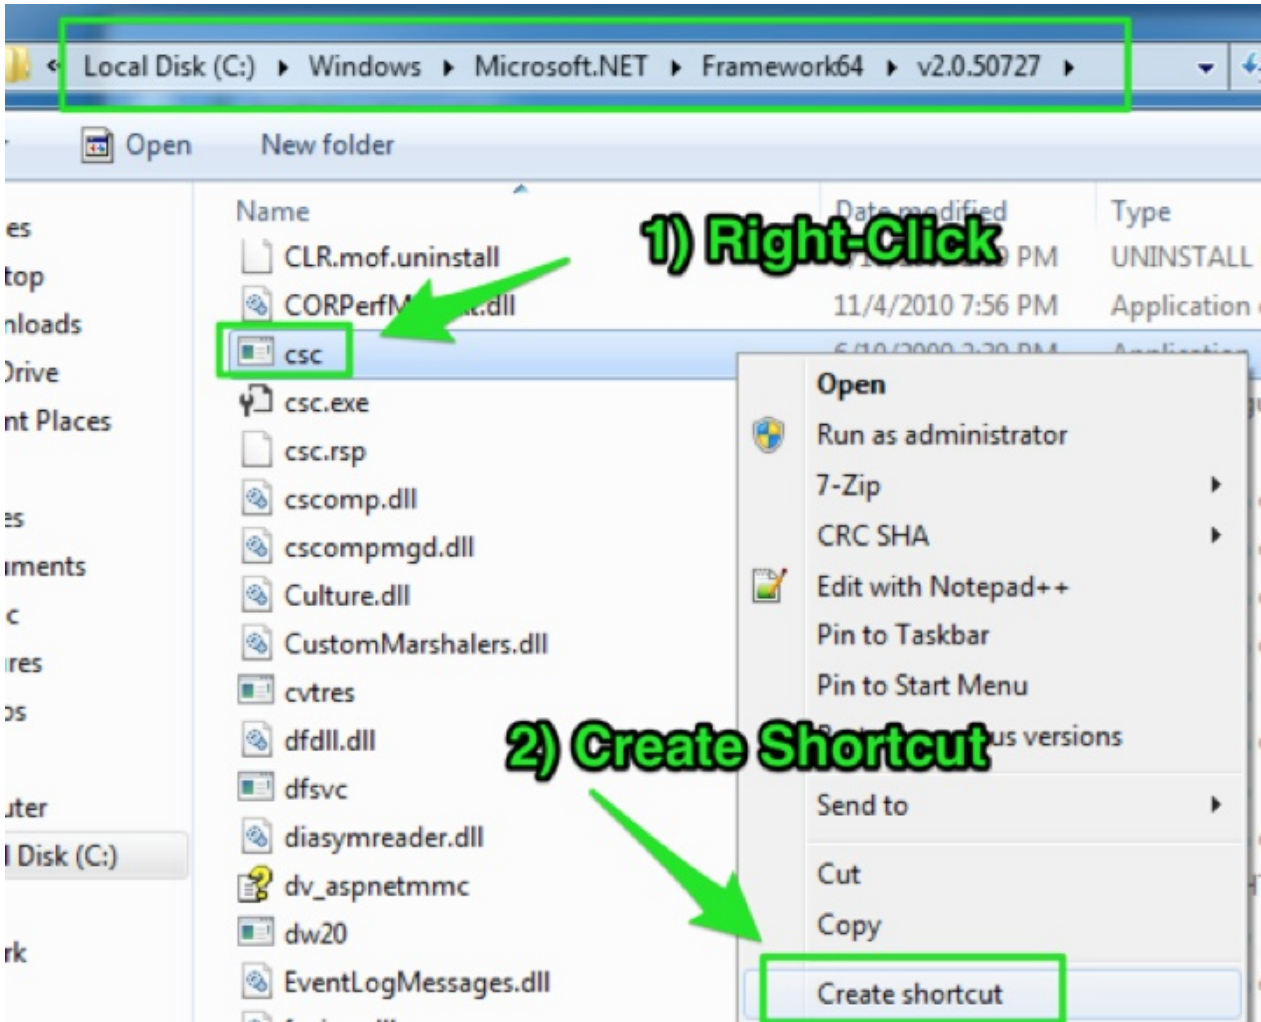 « Local Disk (C:) ▸ Windows ▸ Microsoft.NET ▸ Framework64 ▸ v2.0.50727 ▸
Open New folder
Name Date modified Type
1) Right-Click
es
top
nloads
Drive
nt Places
es
uments
c
ires
os
uter
l Disk (C:)
rk
CLR.mof.uninstall PM UNINSTALL
.dll 11/4/2010 7:56 PM Application
csc
csc.exe
csc.rsp
cscomp.dll
cscompmgd.dll
Culture.dll
CustomMarshalers.dll
cvtres
dfdll.dll
dfsvc
diasymreader.dll
dv_aspnetmmc
dw20
EventLogMessages.dll
Open
Run as administrator
7-Zip
CRC SHA
Edit with Notepad++
Pin to Taskbar
Pin to Start Menu
versions
2) Create Shortcut
Send to
Cut
Copy
Create shortcut